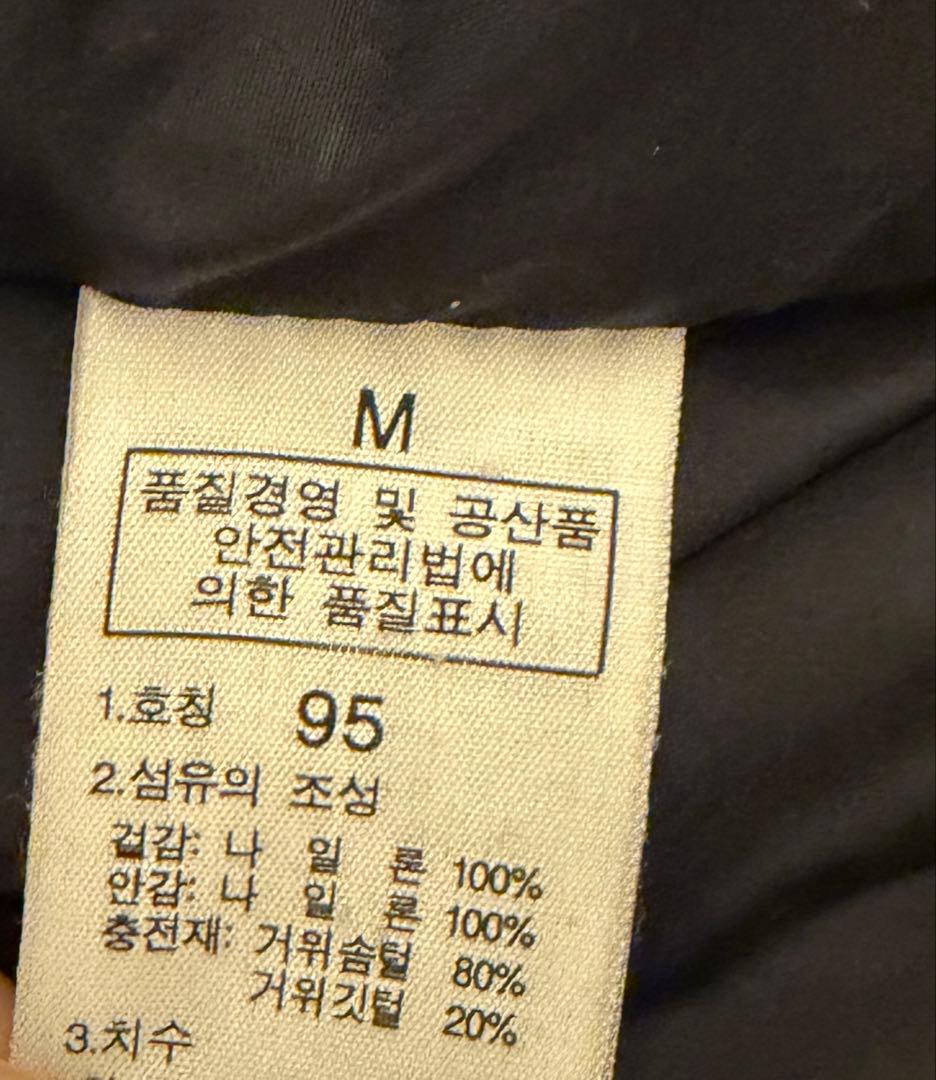 M
품질경영 및 공산품
안전관리법에
의한 품질표시
1.호칭 95
2.섬유의 조성
겉감: 나 일 론 100%
안감: 나 일 론 100%
충전재: 거위솜털 80%
거위깃털 20%
3.치수